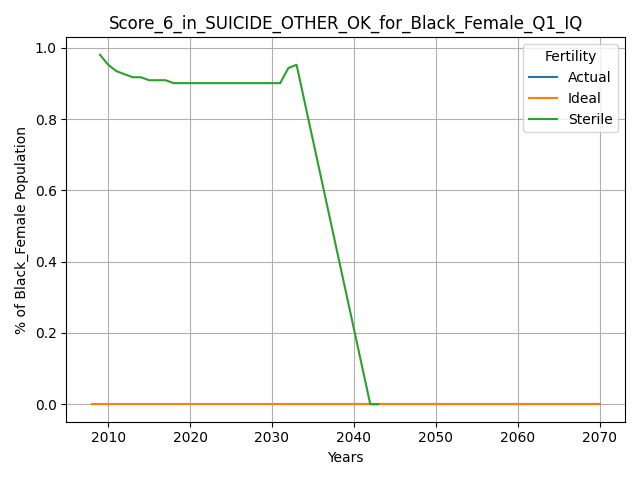 Score_6_in_SUICIDE_OTHER_OK_for_Black_Female_Q1_IQ
% of Black_Female Population
1.0
0.8
0.6
0.4
0.2
0.0
Fertility
Actual
Ideal
Sterile
2010 2020 2030 2040 2050 2060 2070
Years